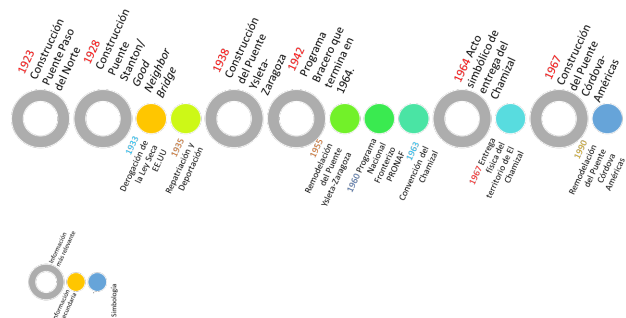 1923
Construcción
Puente Paso
del Norte
1928
Construcción
Puente
Stanton/
Good
Neighbor
Bridge
1933
Derogación de
la Ley Seca
EE.UU
1935
Repatriación y
Deportación
1938
Construcción
del Puente
Ysleta-
Zaragoza
1942
Programa
Bracero que
termina en
1964.
1955
Remodelación
del Puente
Ysleta-Zaragoza
1960 Programa
Nacional
Fronterizo
PRONAF
1963
Convención del
Chamizal
1964 Acto
simbólico de
entrega del
Chamizal
1967 Entrega
física del
territorio de El
Chamizal
1967
Construcción
del Puente
Córdova-
Américas
1990
Remodelación
del Puente
Córdova
Américas
Información
más relevante
Información
secundaria
Simbología